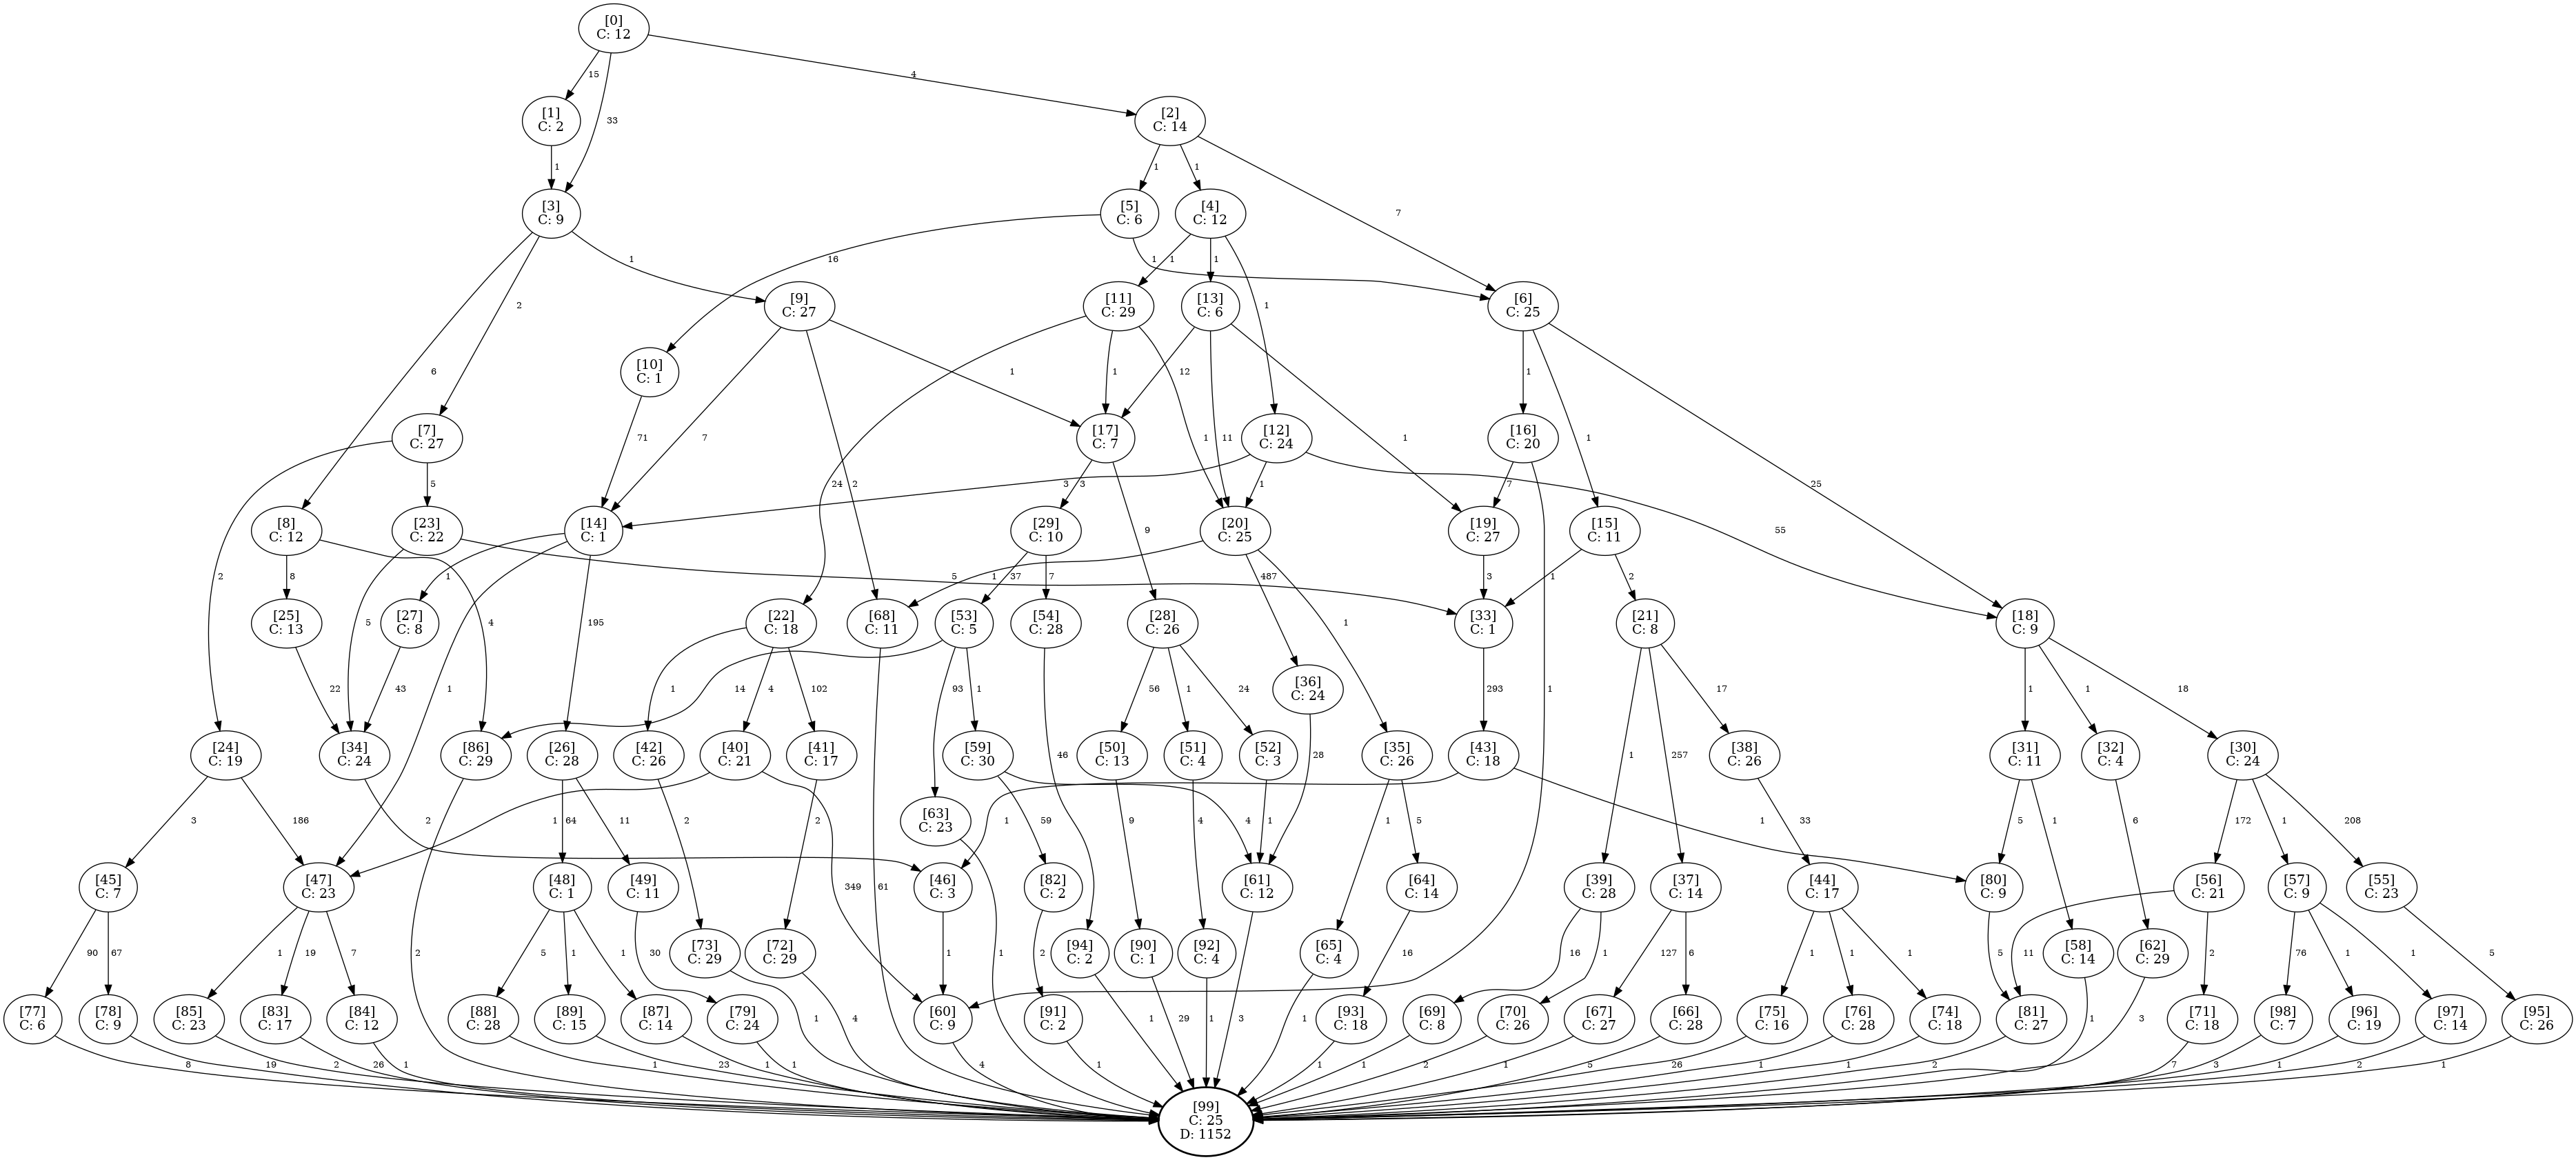 [0]
C: 12
15
4
33
[1]
C: 2
[2]
C: 14
1
1
1
7
[3]
C: 9
[5]
C: 6
[4]
C: 12
1
2
6
16
1
1
1
1
[9]
C: 27
[11]
C: 29
[13]
C: 6
[6]
C: 25
[10]
C: 1
1
1
12
[7]
C: 27
[17]
C: 7
[12]
C: 24
[16]
C: 20
71
7
1
11
1
1
1
5
2
24
3
3
1
7
25
[8]
C: 12
[23]
C: 22
[14]
C: 1
[29]
C: 10
[20]
C: 25
[19]
C: 27
[15]
C: 11
9
55
8
2
1
5
1
37
7
487
3
1
2
[25]
C: 13
[27]
C: 8
[22]
C: 18
[68]
C: 11
[53]
C: 5
[54]
C: 28
[28]
C: 26
[33]
C: 1
[21]
C: 8
[18]
C: 9
5
4
195
1
[36]
C: 24
22
43
1
1
4
102
14
93
1
56
1
24
293
1
1
257
17
1
1
18
[24]
C: 19
[34]
C: 24
[86]
C: 29
[26]
C: 28
[42]
C: 26
[40]
C: 21
[41]
C: 17
[59]
C: 30
46
[50]
C: 13
[51]
C: 4
[52]
C: 3
28
[35]
C: 26
[43]
C: 18
[38]
C: 26
[31]
C: 11
[32]
C: 4
[30]
C: 24
3
186
2
64
11
2
1
2
[63]
C: 23
1
59
9
4
4
1
1
5
1
33
5
1
6
172
1
208
[45]
C: 7
[47]
C: 23
[48]
C: 1
[49]
C: 11
349
61
[46]
C: 3
[82]
C: 2
[61]
C: 12
[64]
C: 14
[39]
C: 28
[37]
C: 14
[44]
C: 17
[80]
C: 9
[56]
C: 21
[57]
C: 9
[55]
C: 23
90
67
1
19
7
2
5
1
1
30
[73]
C: 29
[72]
C: 29
1
1
2
[94]
C: 2
[90]
C: 1
[92]
C: 4
[65]
C: 4
16
16
1
127
6
1
1
1
5
11
[58]
C: 14
[62]
C: 29
2
76
1
1
5
[77]
C: 6
[78]
C: 9
[85]
C: 23
[83]
C: 17
[84]
C: 12
[88]
C: 28
[89]
C: 15
[87]
C: 14
[79]
C: 24
1
4
[60]
C: 9
[91]
C: 2
1
29
1
3
1
[93]
C: 18
[69]
C: 8
[70]
C: 26
[67]
C: 27
[66]
C: 28
[75]
C: 16
[76]
C: 28
[74]
C: 18
[81]
C: 27
1
3
[71]
C: 18
[98]
C: 7
[96]
C: 19
[97]
C: 14
[95]
C: 26
8
19
2
26
1
1
23
1
1
4
1
1
1
2
1
5
26
1
1
2
7
3
1
2
1
[99]
C: 25
D: 1152